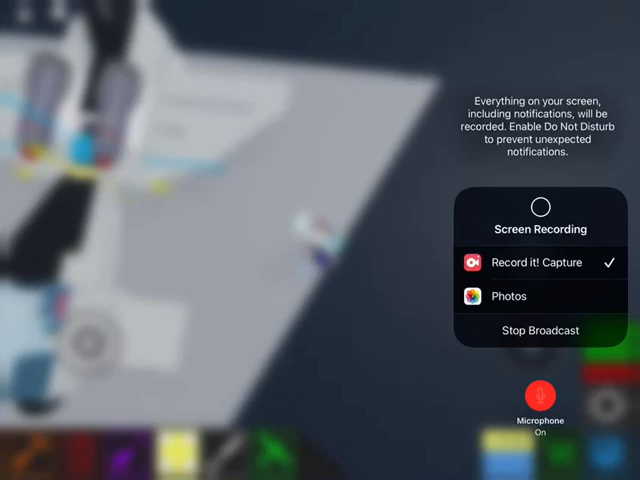 Everything on your screen,
including notifications, will be
recorded. Enable Do Not Disturb
to prevent unexpected
notifications.
Screen Recording
Record it! Capture
Photos
Stop Broadcast
Microphone
On